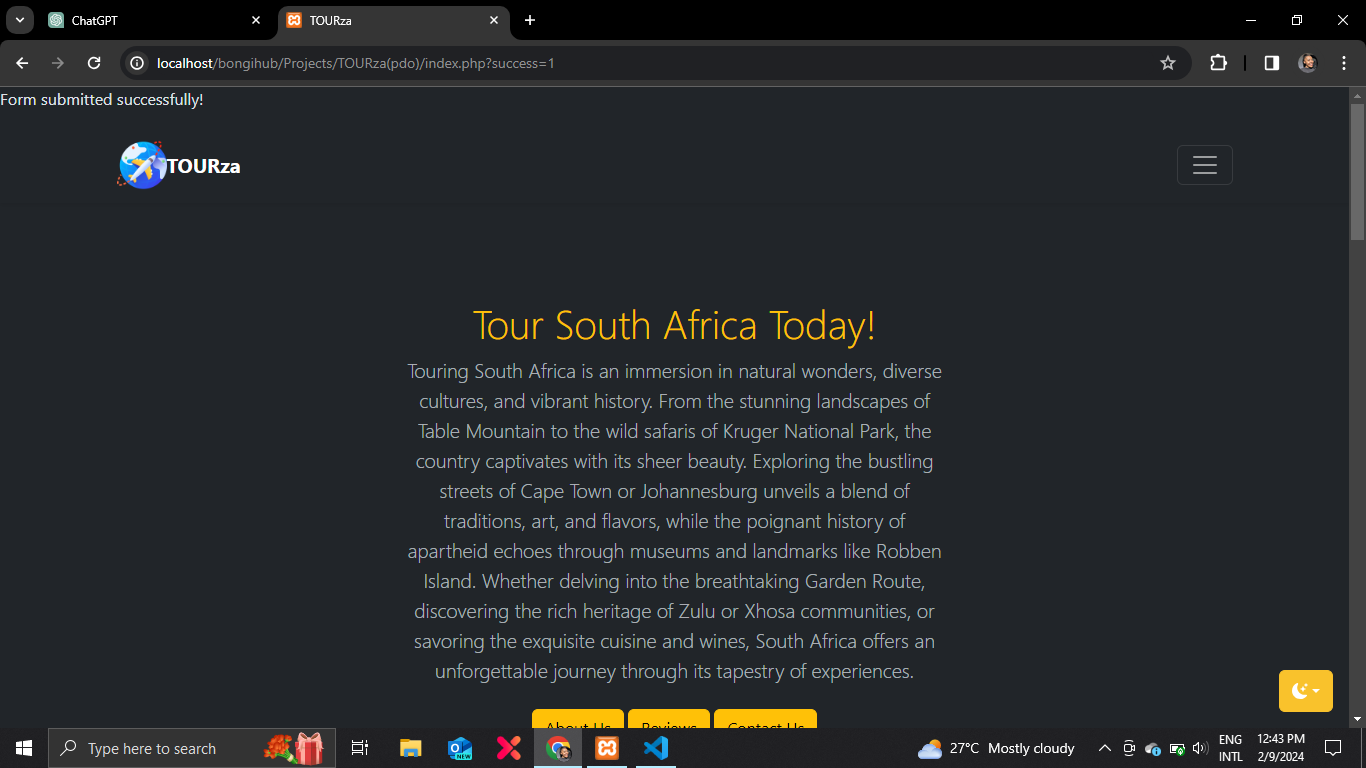 ChatGPT
TOURza
localhost/bongihub/Projects/TOURza(pdo)/index.php?success=1
Form submitted successfully!
TOURza
Tour South Africa Today!
Touring South Africa is an immersion in natural wonders, diverse
cultures, and vibrant history. From the stunning landscapes of
Table Mountain to the wild safaris of Kruger National Park, the
country captivates with its sheer beauty. Exploring the bustling
streets of Cape Town or Johannesburg unveils a blend of
traditions, art, and flavors, while the poignant history of
apartheid echoes through museums and landmarks like Robben
Island. Whether delving into the breathtaking Garden Route,
discovering the rich heritage of Zulu or Xhosa communities, or
savoring the exquisite cuisine and wines, South Africa offers an
unforgettable journey through its tapestry of experiences.
About Us Reviews Contact Us
Type here to search
NEW
27°C Mostly cloudy
ENG
INTL
12:43 PM
2/9/2024